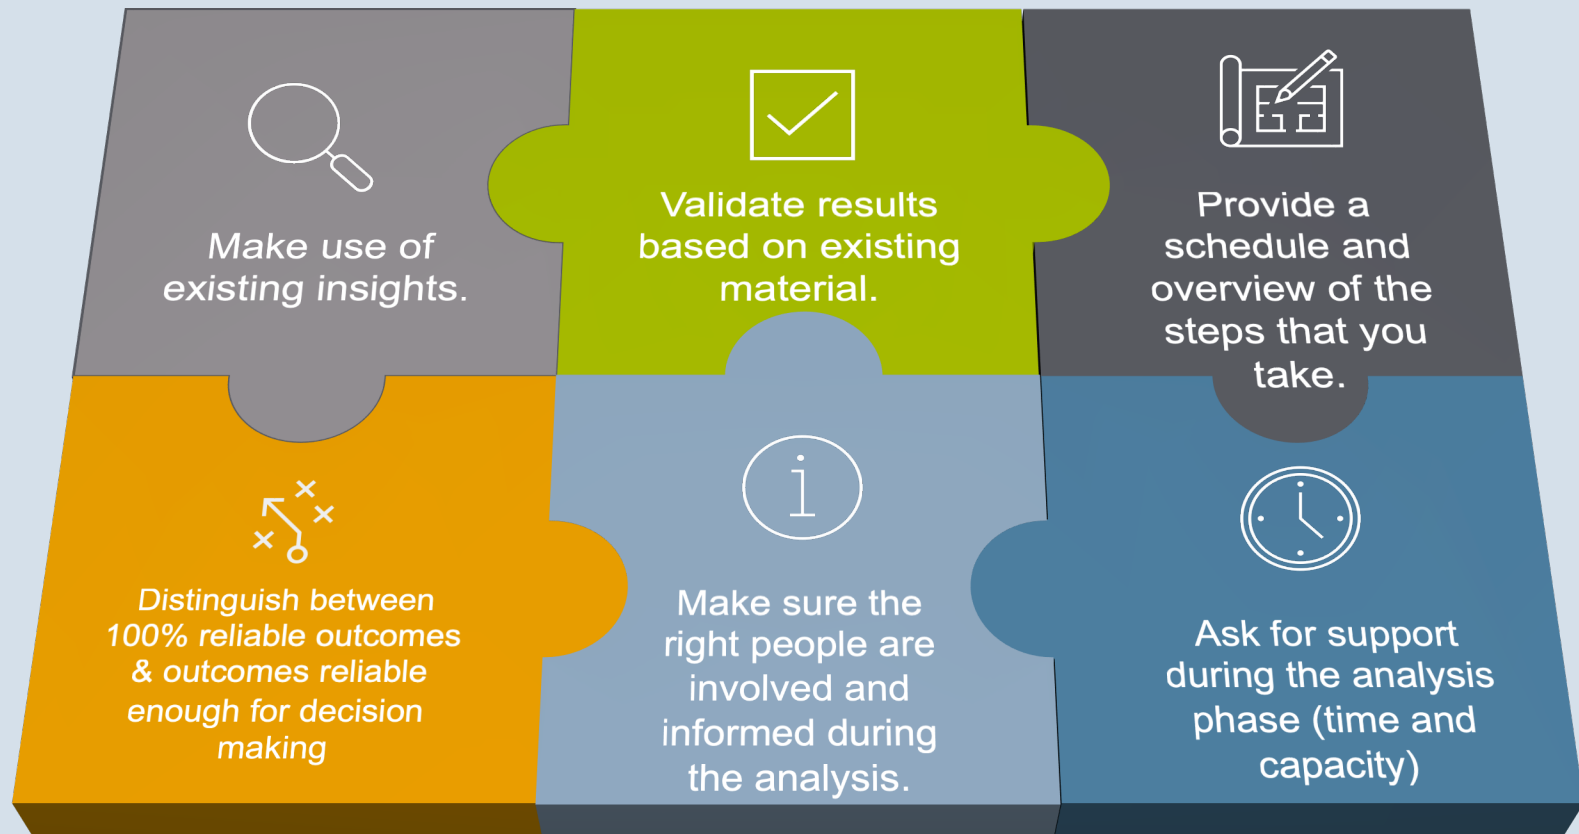 Make use of
existing insights.
Validate results
based on existing
material.
Provide a
schedule and
overview of the
steps that you
take.
Distinguish between
100% reliable outcomes
& outcomes reliable
enough for decision
making
i
Make sure the
right people are
involved and
informed during
the analysis.
Ask for support
during the analysis
phase (time and
capacity)